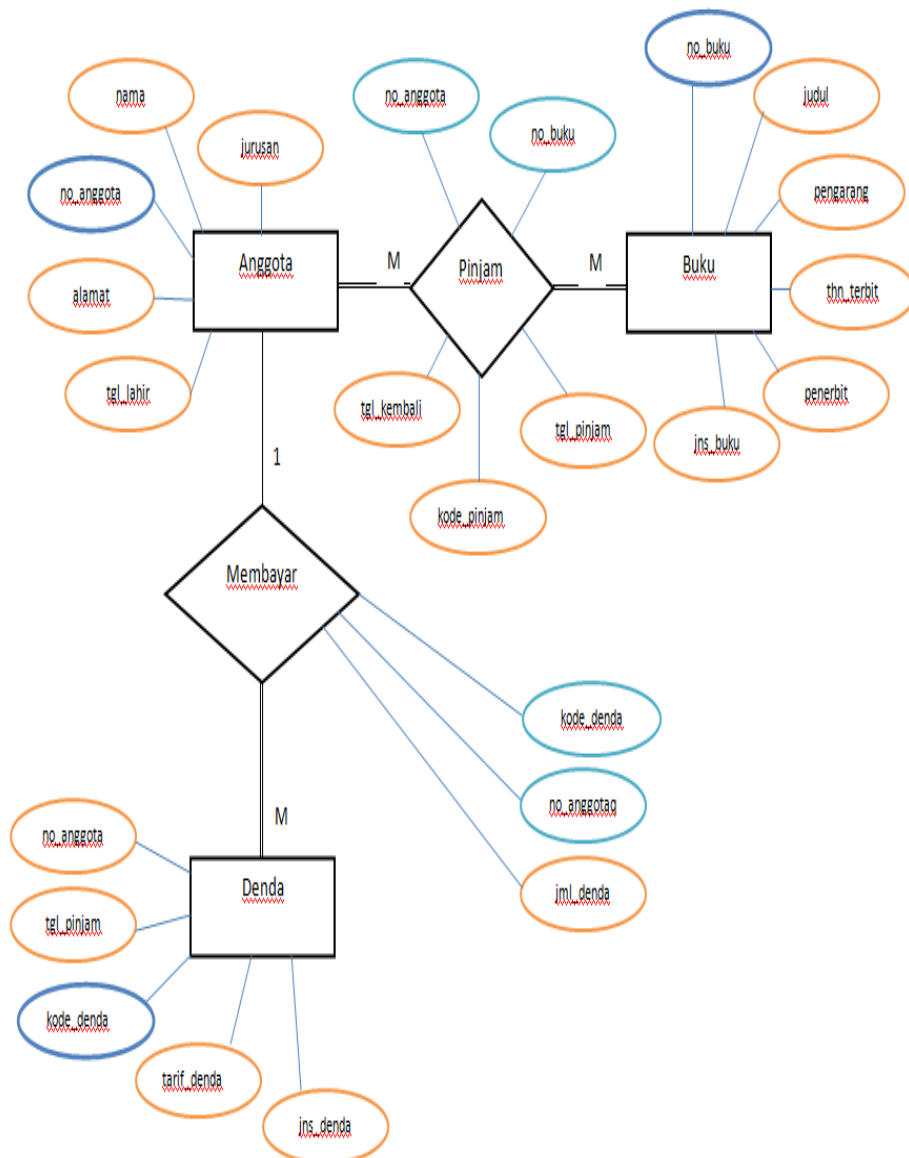 no_buku
nama
no_anggota
judul
jurusan
no_buku
no_anggota
pengarang
Anggota
M
Pinjam
M
Buku
alamat
thn_terbit
tgl_lahir
tgl_kembali
penerbit
tgl_pinjam
jns_buku
1
kode_pinjam
Membayar
kode_denda
no_anggotaq
M
no_anggota
Denda
jml_denda
tgl_pinjam
kode_denda
tarif_denda
jns_denda